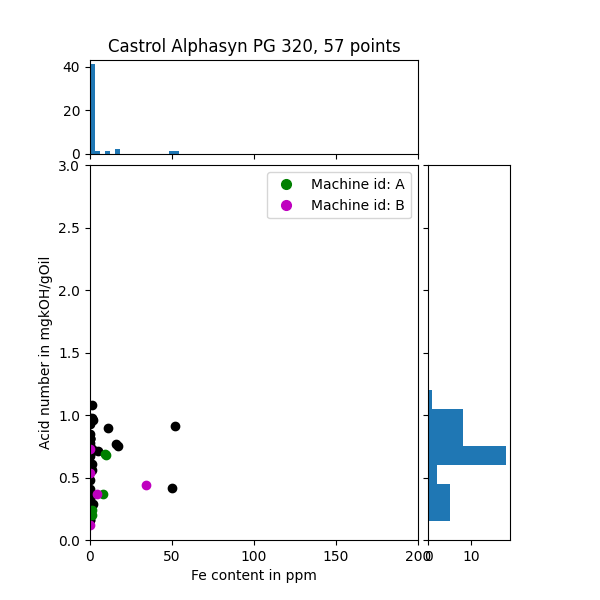 Castrol Alphasyn PG 320, 57 points
40
20
0
3.0
2.5
2.0
1.5
1.0
0.5
0.0
Acid number in mgkOH/gOil
Machine id: A
Machine id: B
0 50 100 150 200
0 10
Fe content in ppm